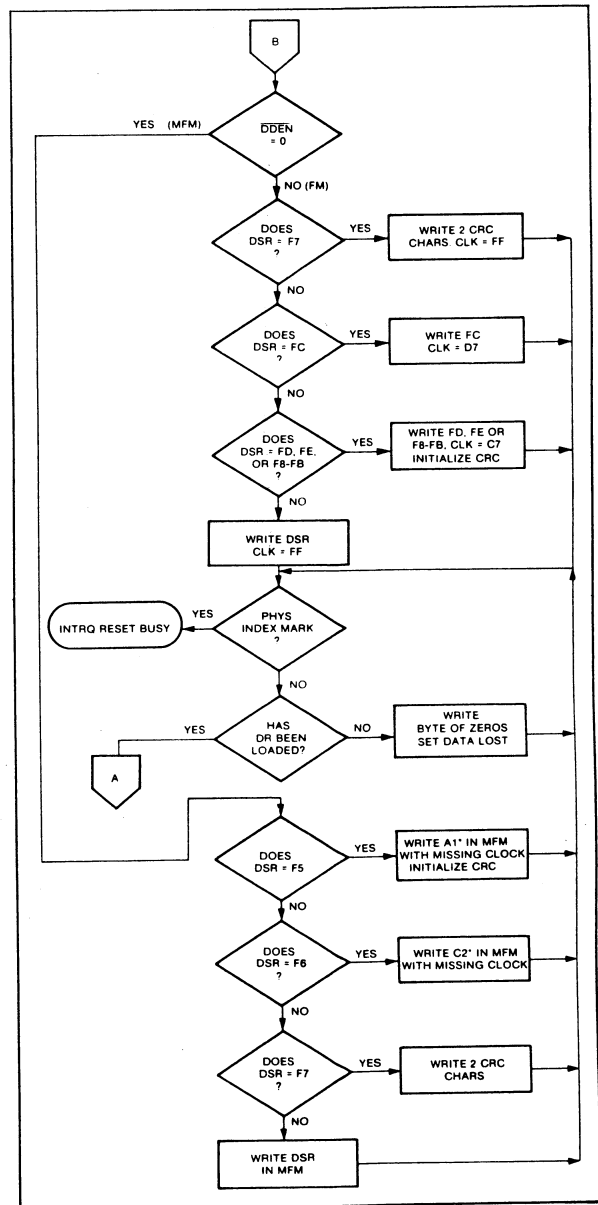 B
YES (MFM)
DDEN
= 0
NO (FM)
DOES
DSR = F7
?
YES
WRITE 2 CRC
CHARS. CLK = FF
NO
DOES
DSR = FC
?
YES
WRITE FC
CLK = D7
NO
DOES
DSR = FD, FE,
OR F8-FB
?
YES
WRITE FD, FE OR
F8-FB, CLK = C7
INITIALIZE CRC
NO
WRITE DSR
CLK = FF
PHYS
INDEX MARK
?
YES
INTRQ RESET BUSY
NO
HAS
DR BEEN
LOADED?
YES
A
NO
WRITE
BYTE OF ZEROS
SET DATA LOST
DOES
DSR = F5
YES
WRITE A1* IN MFM
WITH MISSING CLOCK
INITIALIZE CRC
NO
DOES
DSR = F6
?
YES
WRITE C2* IN MFM
WITH MISSING CLOCK
NO
DOES
DSR = F7
?
YES
WRITE 2 CRC
CHARS
NO
WRITE DSR
IN MFM